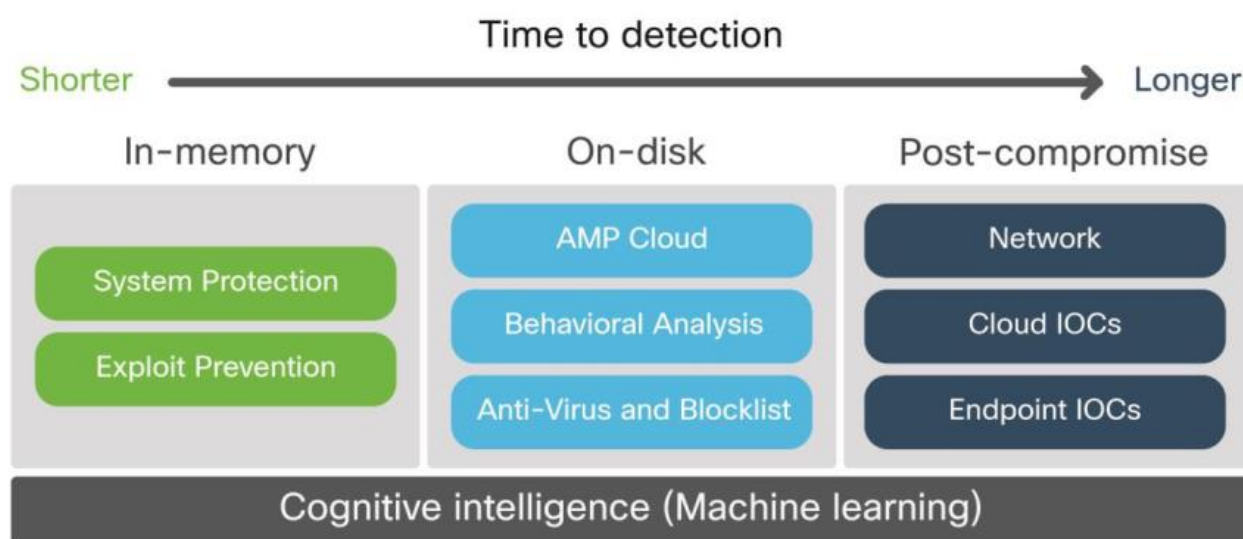 Time to detection
Shorter
Longer
In-memory
On-disk
Post-compromise
System Protection
Exploit Prevention
AMP Cloud
Behavioral Analysis
Anti-Virus and Blocklist
Network
Cloud IOCs
Endpoint IOCs
Cognitive intelligence (Machine learning)